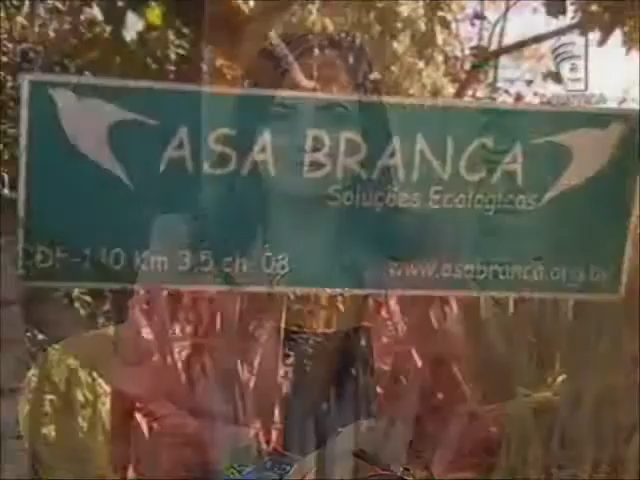 ASA BRANCA
Soluções Ecológicas
DF-140 Km 3.5 ch 08
www.asabranca.org.br